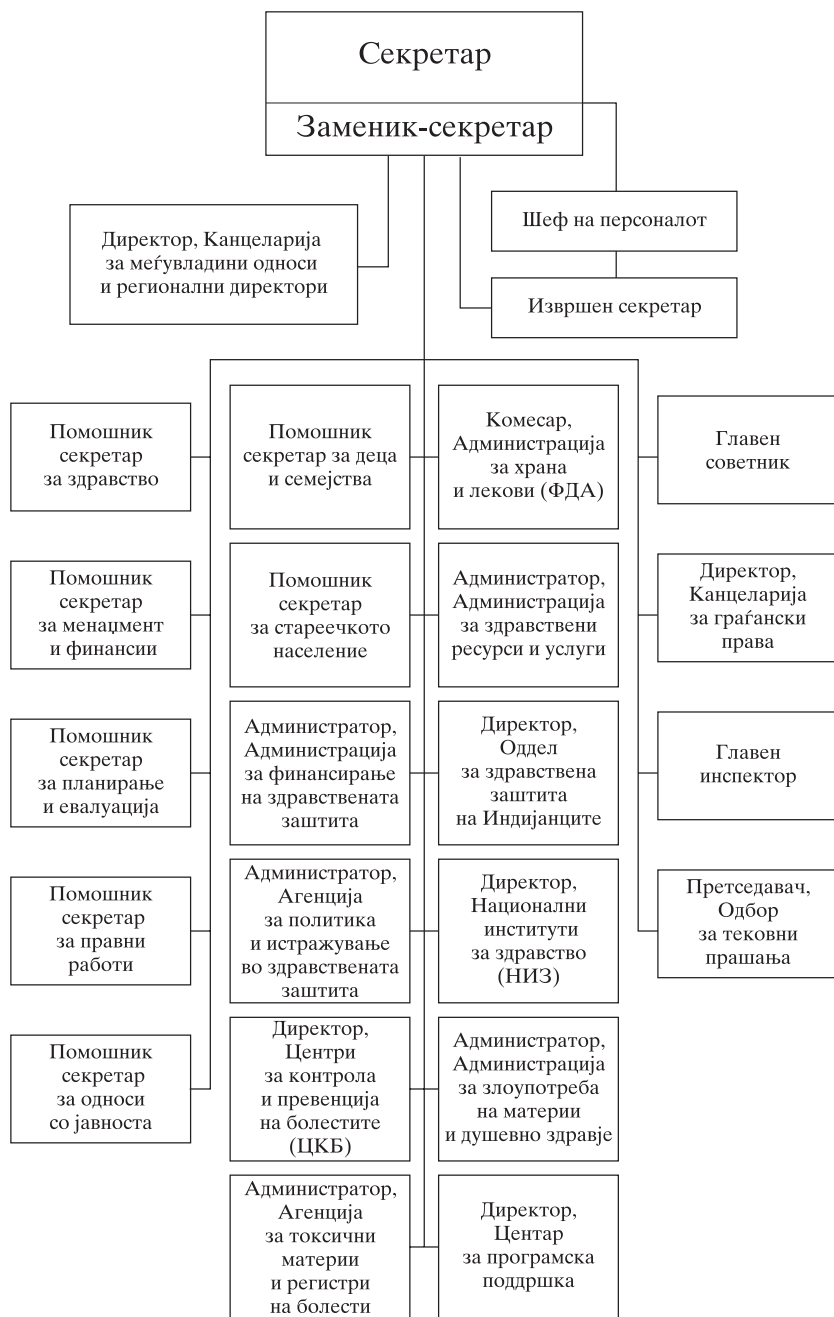 Секретар
Заменик-секретар
Директор, Канцеларија
за меѓувладини односи
и регионални директори
Шеф на персоналот
Извршен секретар
Помошник
секретар
за здравство
Помошник
секретар за деца
и семејства
Комесар,
Администрација
за храна
и лекови (ФДА)
Главен
советник
Помошник
секретар
за менаџмент
и финансии
Помошник
секретар
за стареечкото
население
Администратор,
Администрација
за здравствени
ресурси и услуги
Директор,
Канцеларија
за граѓански
права
Помошник
секретар
за планирање
и евалуација
Администратор,
Администрација
за финансирање
на здравствената
заштита
Директор,
Оддел
за здравствена
заштита
на Индијанците
Главен
инспектор
Помошник
секретар
за правни
работи
Администратор,
Агенција
за политика
и истражување
во здравствената
заштита
Директор,
Национални
институти
за здравство
(НИЗ)
Претседавач,
Одбор
за тековни
прашања
Помошник
секретар
за односи
со јавноста
Директор,
Центри
за контрола
и превенција
на болестите
(ЦКБ)
Администратор,
Администрација
за злоупотреба
на материи
и душевно здравје
Администратор,
Агенција
за токсични
материи
и регистри
на болести
Директор,
Центар
за програмска
поддршка